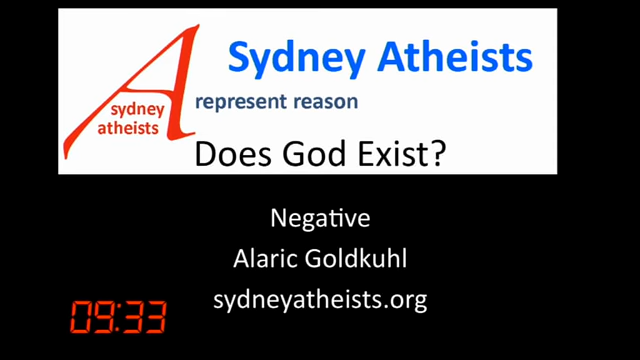 Sydney Atheists
represent reason
sydney
atheists
Does God Exist?
Negative
Alaric Goldkuhl
sydneyatheists.org
09:33